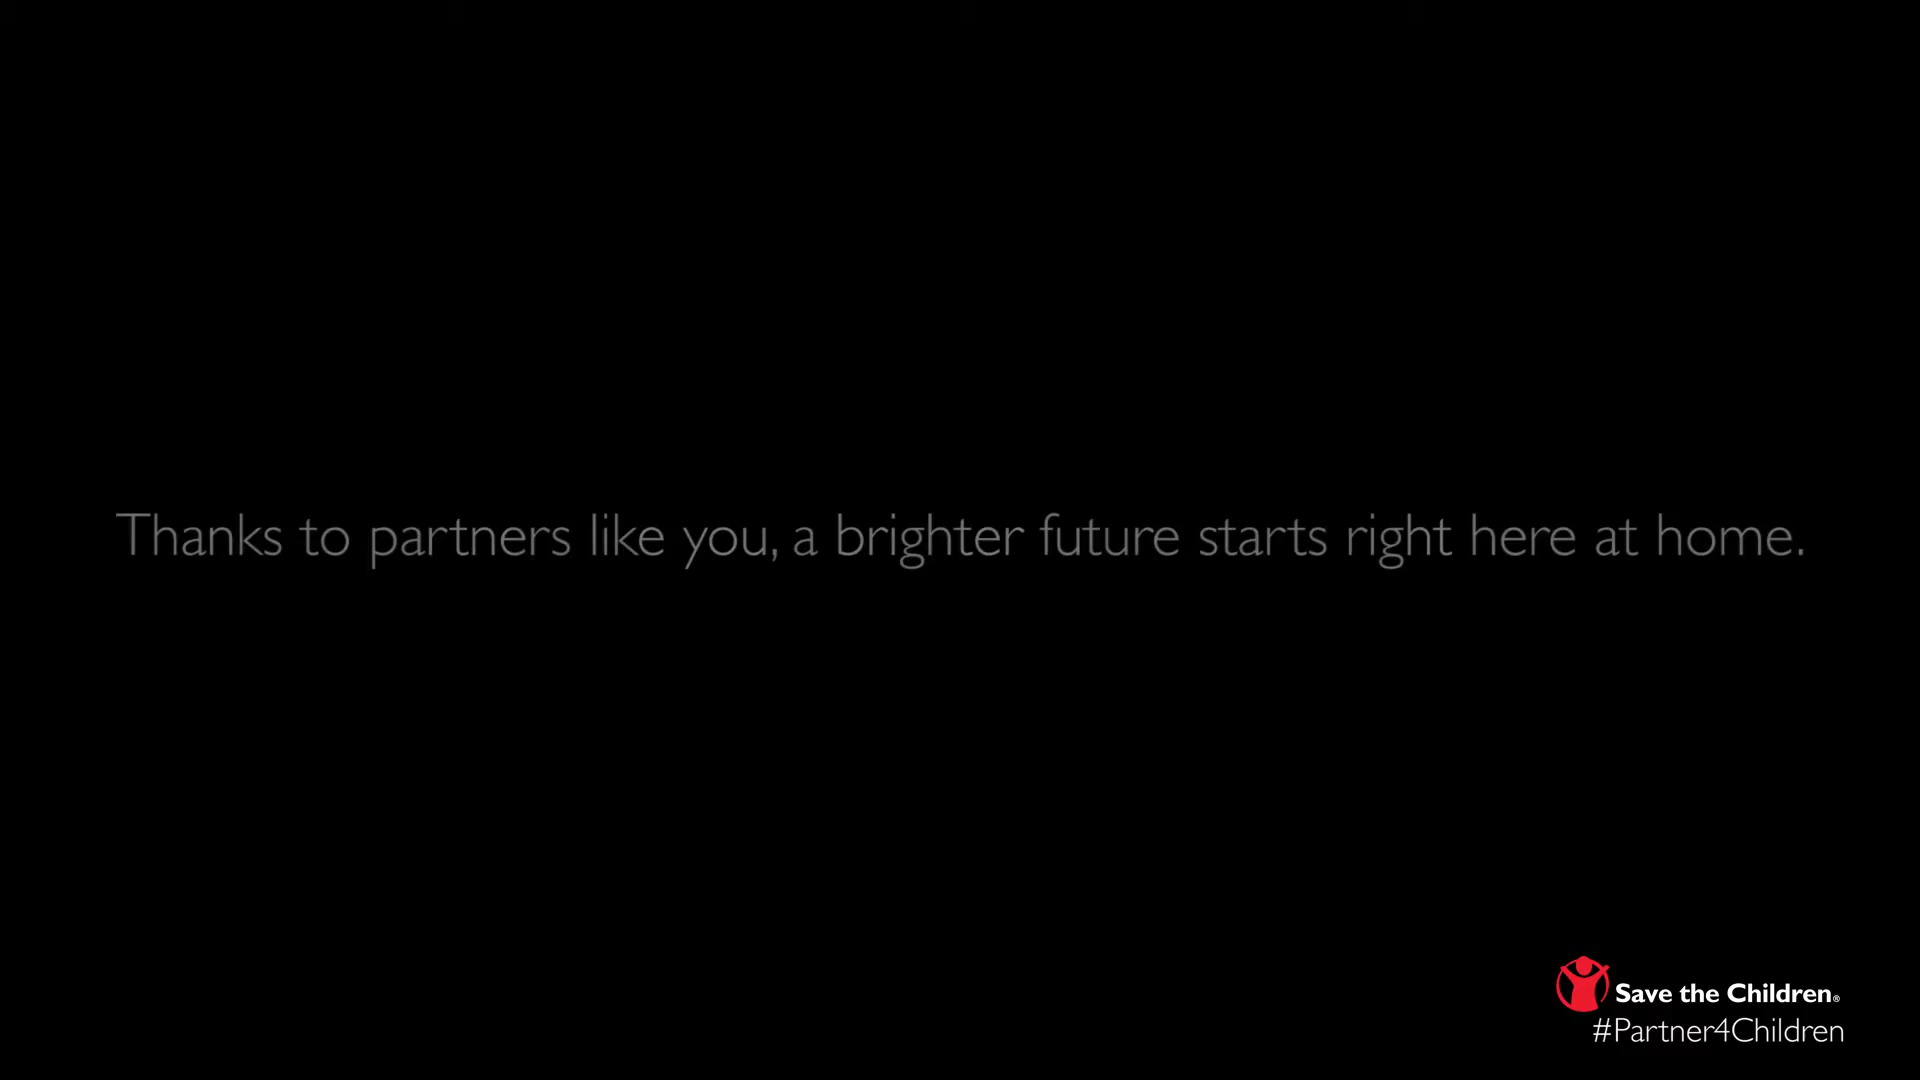 Thanks to partners like you, a brighter future starts right here at home.
Save the Children®
#Partner4Children